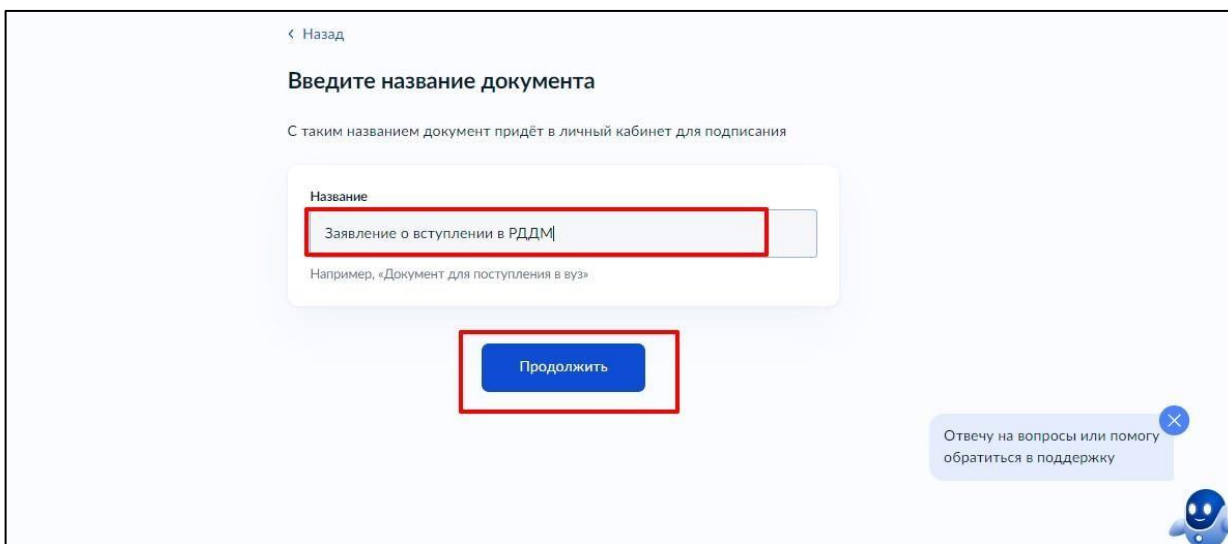 Назад
Введите название документа
С таким названием документ придёт в личный кабинет для подписания
Название
Заявление о вступлении в РДДМ
Например, «Документ для поступления в вуз»
Продолжить
Отвечу на вопросы или помогу
обратиться в поддержку